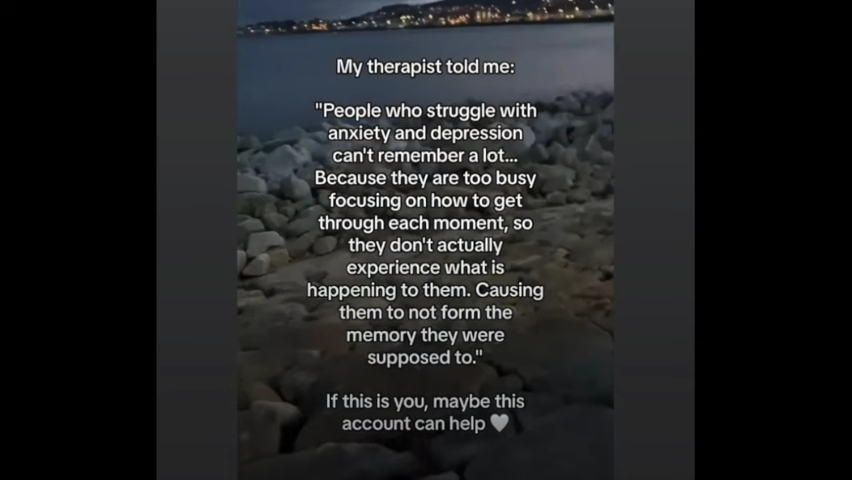 My therapist told me:
"People who struggle with
anxiety and depression
can't remember a lot...
Because they are too busy
focusing on how to get
through each moment, so
they don't actually
experience what is
happening to them. Causing
them to not form the
memory they were
supposed to."
If this is you, maybe this
account can help 🤍